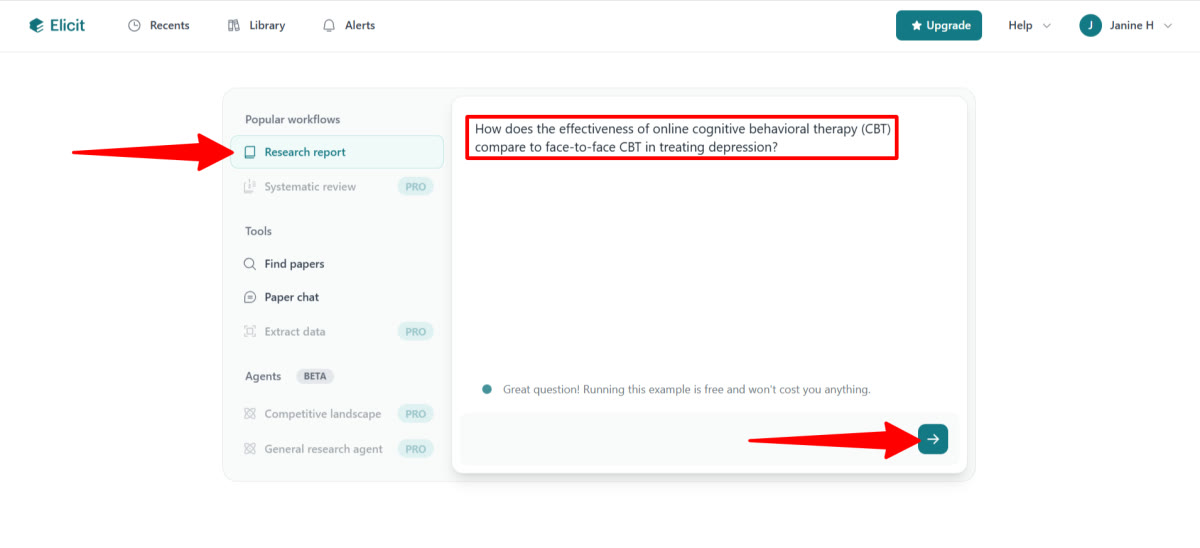 Elicit
Recents
Library
Alerts
Upgrade
Help
J
Janine H
Popular workflows
Research report
Systematic review PRO
Tools
Find papers
Paper chat
Extract data PRO
Agents BETA
Competitive landscape PRO
General research agent PRO
How does the effectiveness of online cognitive behavioral therapy (CBT)
compare to face-to-face CBT in treating depression?
Great question! Running this example is free and won't cost you anything.